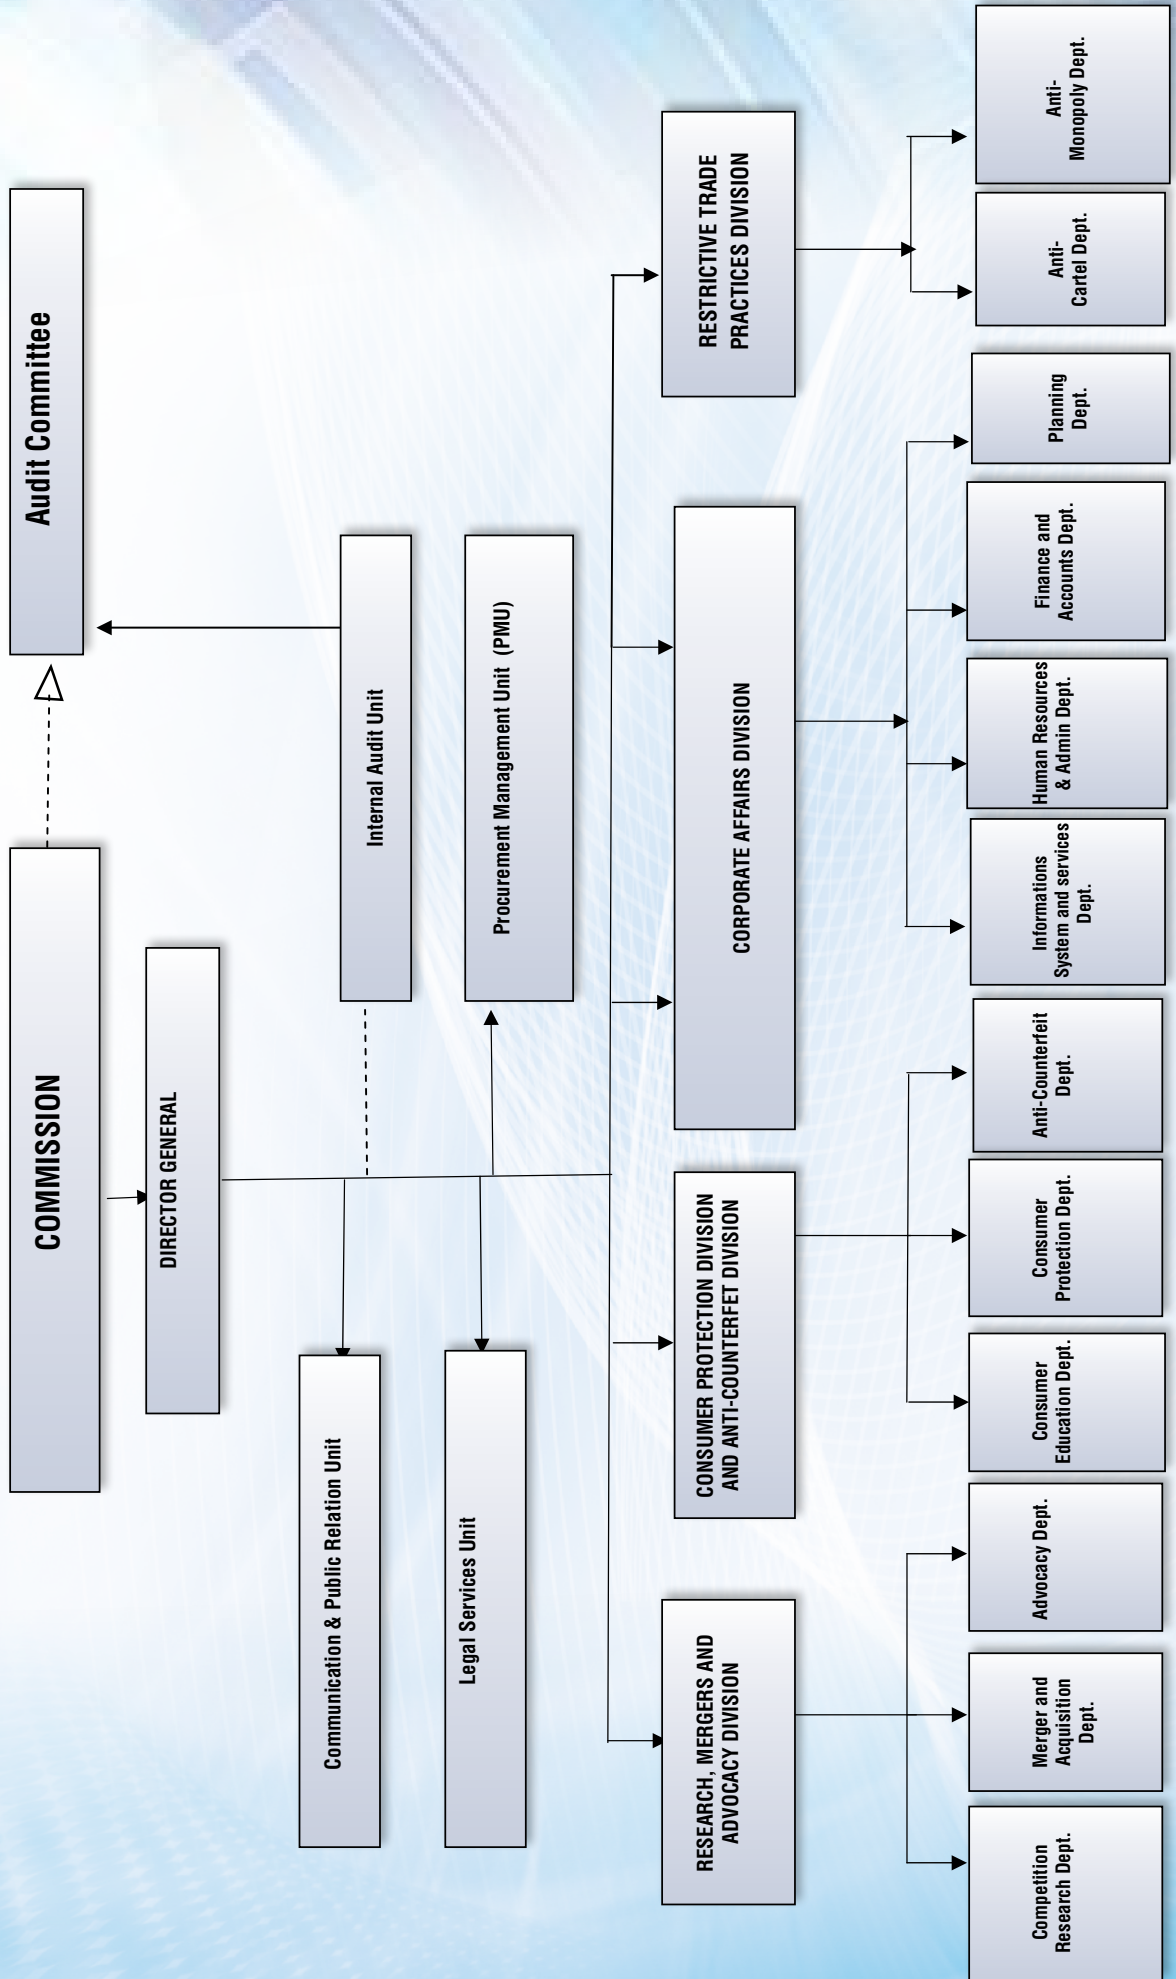 COMMISSION
Audit Committee
DIRECTOR GENERAL
Communication & Public Relation Unit
Internal Audit Unit
Legal Services Unit
Procurement Management Unit (PMU)
RESEARCH, MERGERS AND
ADVOCACY DIVISION
CONSUMER PROTECTION DIVISION
AND ANTI-COUNTERFET DIVISION
CORPORATE AFFAIRS DIVISION
RESTRICTIVE TRADE
PRACTICES DIVISION
Competition
Research Dept.
Merger and
Acquisition
Dept.
Advocacy Dept.
Consumer
Education Dept.
Consumer
Protection Dept.
Anti-Counterfeit
Dept.
Informations
System and services
Dept.
Human Resources
& Admin Dept.
Finance and
Accounts Dept.
Planning
Dept.
Anti-
Cartel Dept.
Anti-
Monopoly Dept.